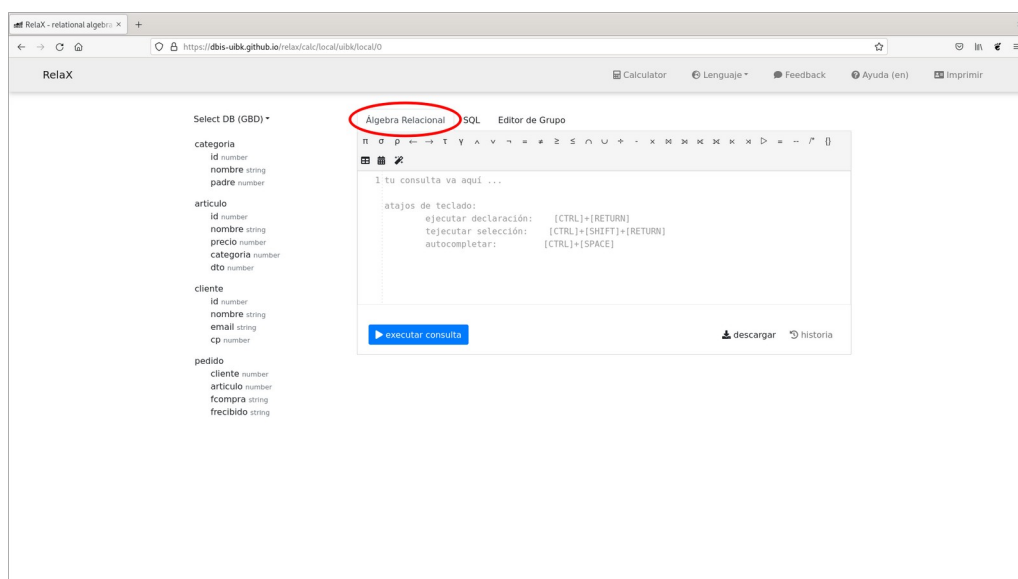 RelaX - relational algebra ×  +
https://dbis-uibk.github.io/relax/calc/local/uibk/local/0
RelaX  Calculator  Lenguaje  Feedback  Ayuda (en)  Imprimir
Select DB (GBD)
categoria
id number
nombre string
padre number
articulo
id number
nombre string
precio number
categoria number
dto number
cliente
id number
nombre string
email string
cp number
pedido
cliente number
articulo number
fcompra string
frecibido string
Álgebra Relacional  SQL  Editor de Grupo
π σ ρ ← → τ γ ∧ ∨ ¬ = ≠ ≥ ≤ ∩ ∪ ÷ - × ⋈ ⟕ ⟖ ⟗ ⋉ ⋊ ▷ = -- /* {}
1 tu consulta va aquí ...
atajos de teclado:
ejecutar declaración: [CTRL]+[RETURN]
tejecutar selección: [CTRL]+[SHIFT]+[RETURN]
autocompletar: [CTRL]+[SPACE]
executar consulta
descargar  historia